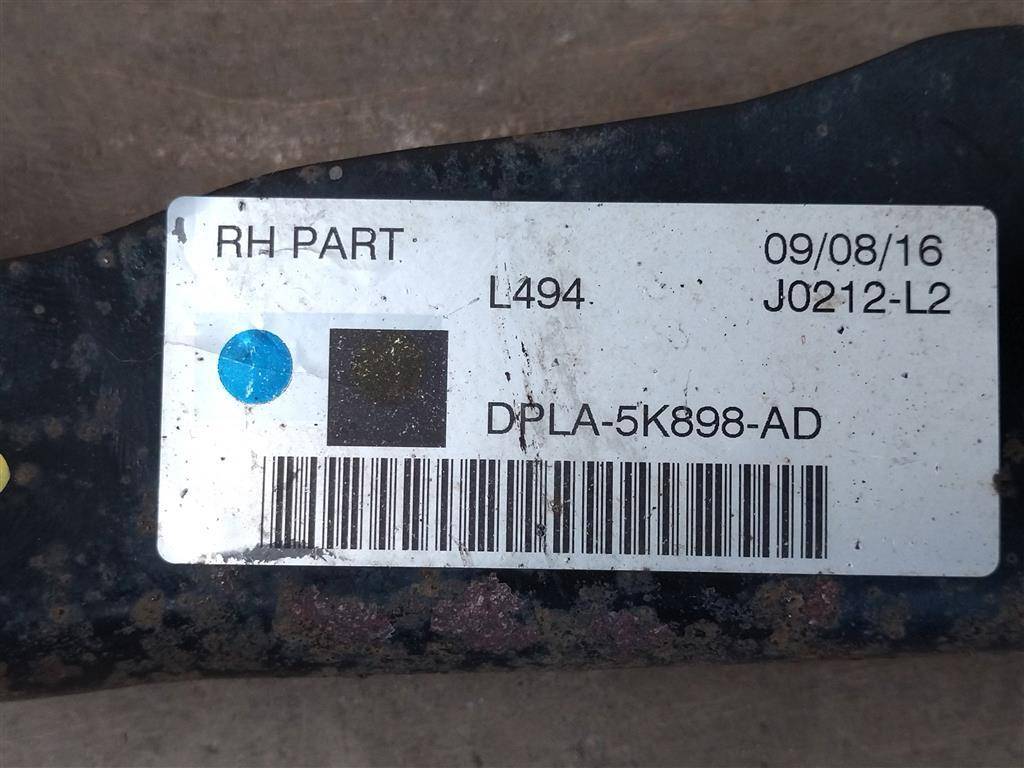 RH PART 09/08/16
L494 J0212-L2
DPLA-5K898-AD